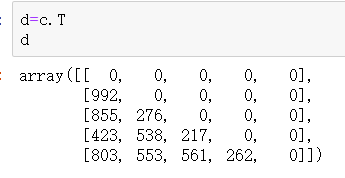 d=c.T
d
array([[  0,   0,   0,   0,   0],
       [992,   0,   0,   0,   0],
       [855, 276,   0,   0,   0],
       [423, 538, 217,   0,   0],
       [803, 553, 561, 262,   0]])